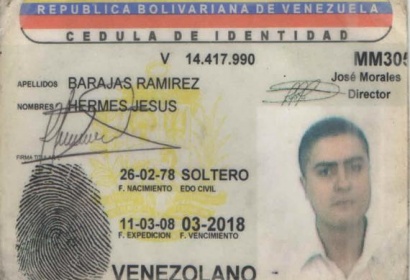 REPUBLICA BOLIVARIANA DE VENEZUELA
CEDULA DE IDENTIDAD
V 14.417.990 MM305
APELLIDOS BARAJAS RAMIREZ
José Morales
Director
NOMBRES HERMES JESUS
FIRMA TITULAR
26-02-78 SOLTERO
F. NACIMIENTO EDO CIVIL
11-03-08 03-2018
F. EXPEDICION F. VENCIMIENTO
VENEZOLANO